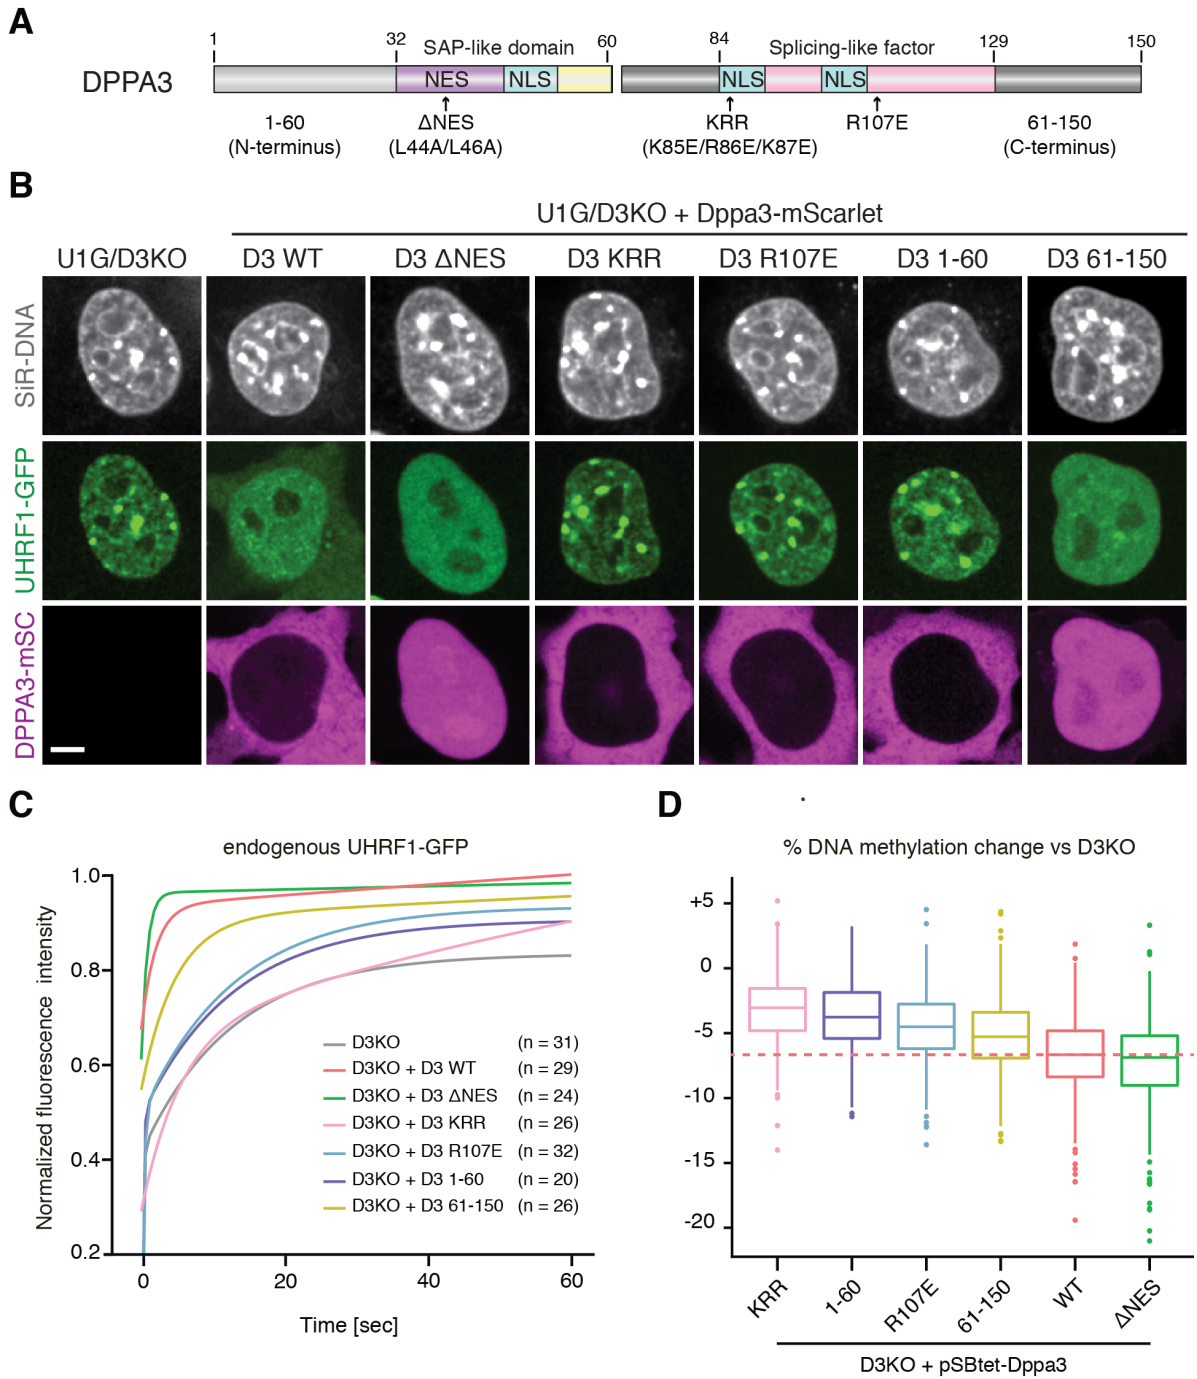 A
1 32 SAP-like domain 60 84 Splicing-like factor 129 150
DPPA3 NES NLS NLS NLS
1-60 ΔNES KRR R107E 61-150
(N-terminus) (L44A/L46A) (K85E/R86E/K87E) (C-terminus)
B
U1G/D3KO + Dppa3-mScarlet
U1G/D3KO D3 WT D3 ΔNES D3 KRR D3 R107E D3 1-60 D3 61-150
SiR-DNA
UHRF1-GFP
DPPA3-mSC
C
endogenous UHRF1-GFP
Normalized fluorescence intensity
1.0
0.8
0.6
0.4
0.2
D3KO (n = 31)
D3KO + D3 WT (n = 29)
D3KO + D3 ΔNES (n = 24)
D3KO + D3 KRR (n = 26)
D3KO + D3 R107E (n = 32)
D3KO + D3 1-60 (n = 20)
D3KO + D3 61-150 (n = 26)
0 20 40 60
Time [sec]
D
% DNA methylation change vs D3KO
+5
0
-5
-10
-15
-20
KRR 1-60 R107E 61-150 WT ΔNES
D3KO + pSBtet-Dppa3